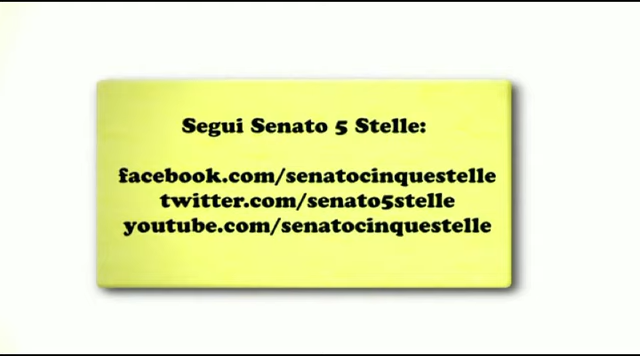 Segui Senato 5 Stelle:
facebook.com/senatocinquestelle
twitter.com/senato5stelle
youtube.com/senatocinquestelle